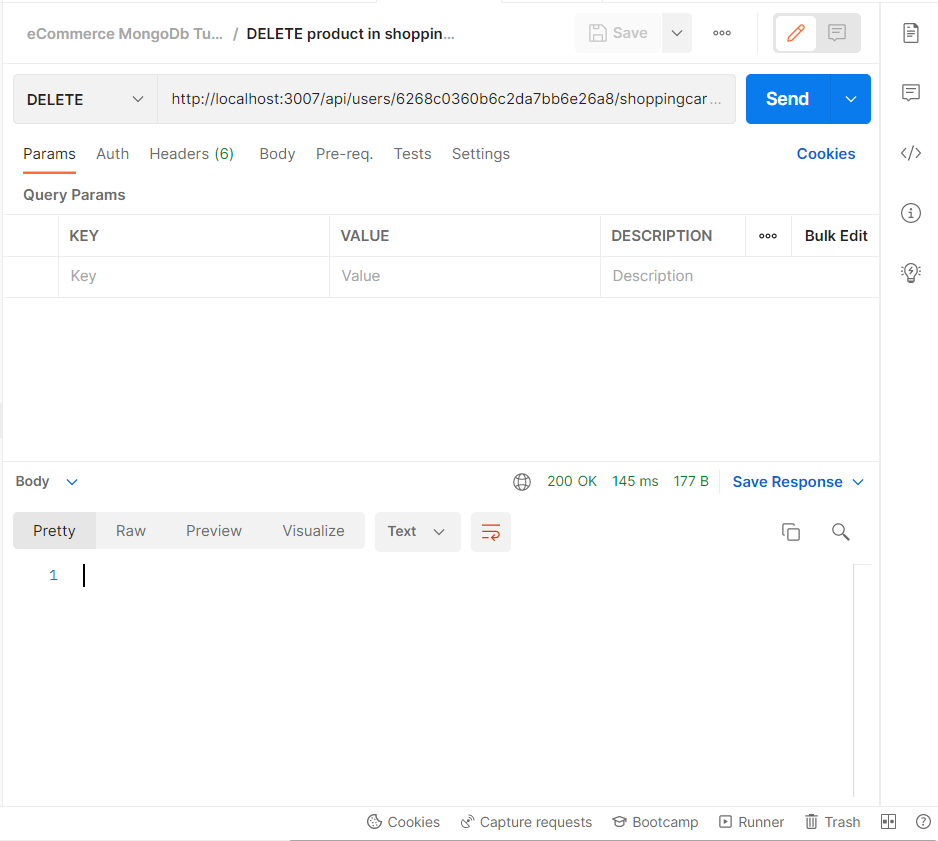 eCommerce MongoDb Tu... / DELETE product in shoppin... Save
DELETE http://localhost:3007/api/users/6268c0360b6c2da7bb6e26a8/shoppingcar ... Send
Params Auth Headers (6) Body Pre-req. Tests Settings Cookies
Query Params
KEY VALUE DESCRIPTION Bulk Edit
Key Value Description
Body 200 OK 145 ms 177 B Save Response
Pretty Raw Preview Visualize Text
1
Cookies Capture requests Bootcamp Runner Trash